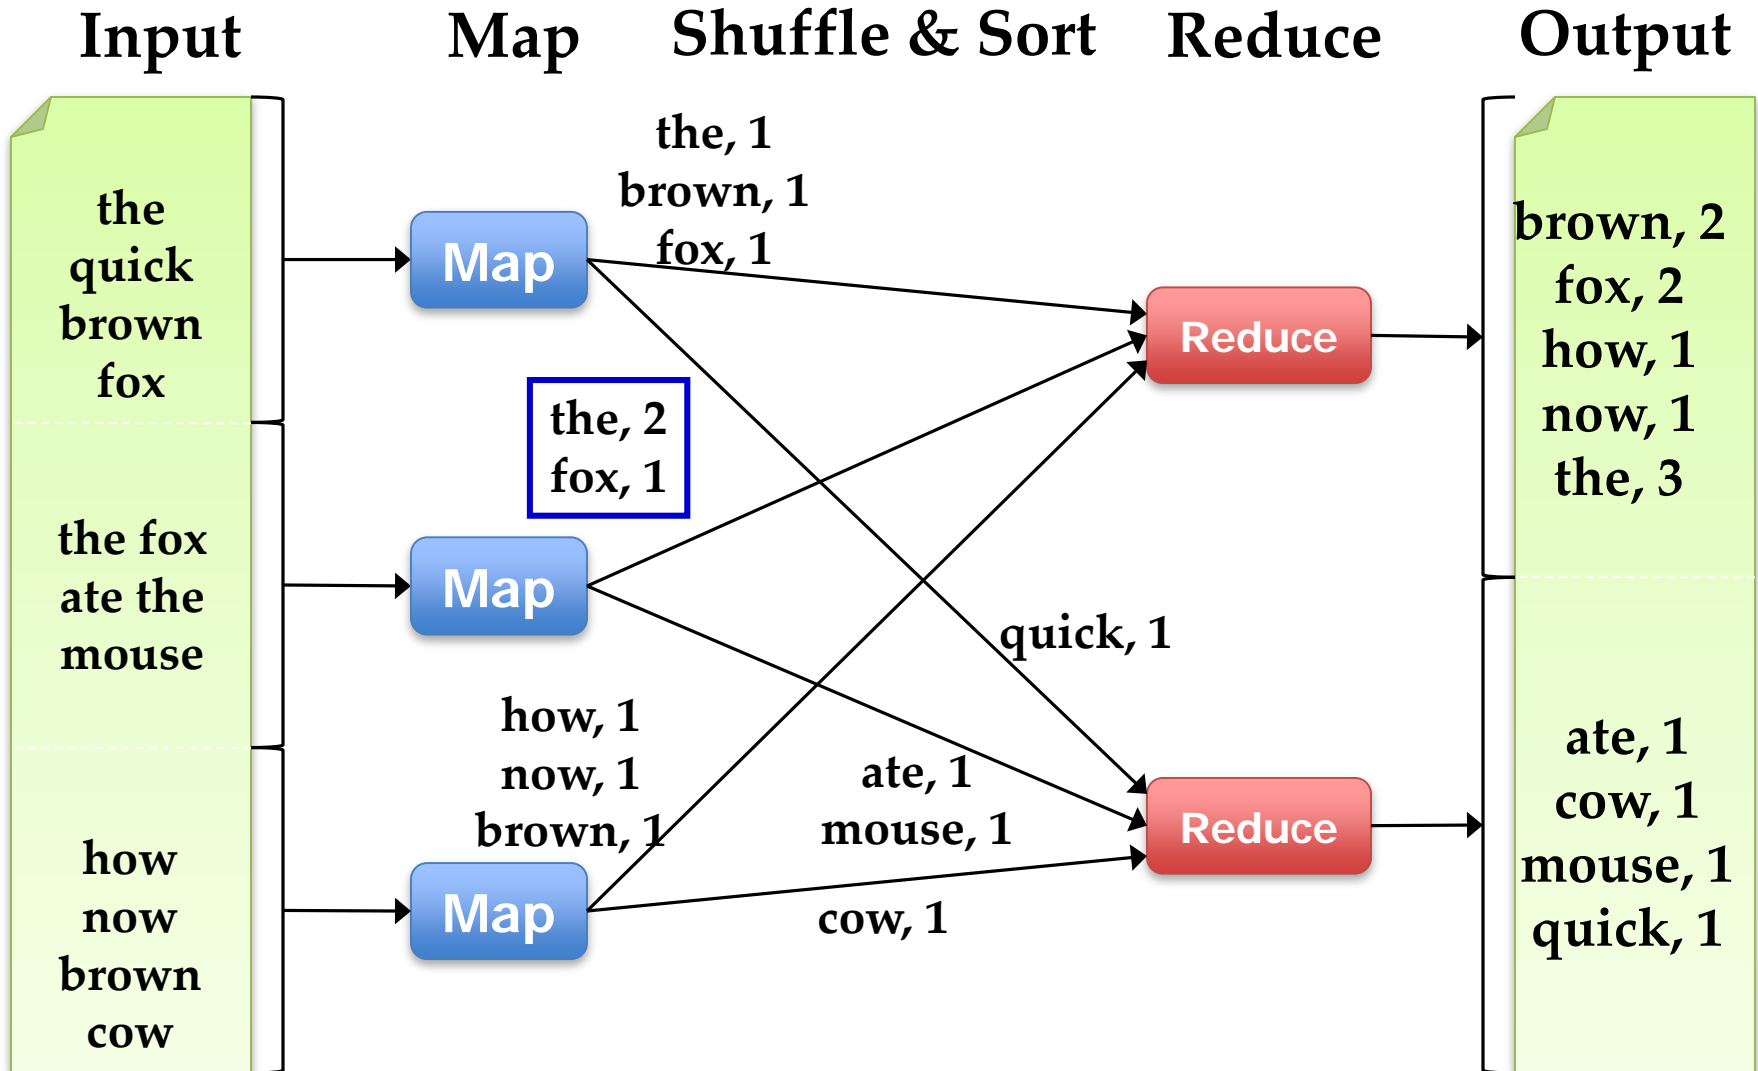 Input
Map
Shuffle & Sort
Reduce
Output
the
quick
brown
fox
the fox
ate the
mouse
how
now
brown
cow
Map
Map
Map
the, 1
brown, 1
fox, 1
the, 2
fox, 1
how, 1
now, 1
brown, 1
quick, 1
ate, 1
mouse, 1
cow, 1
Reduce
Reduce
brown, 2
fox, 2
how, 1
now, 1
the, 3
ate, 1
cow, 1
mouse, 1
quick, 1